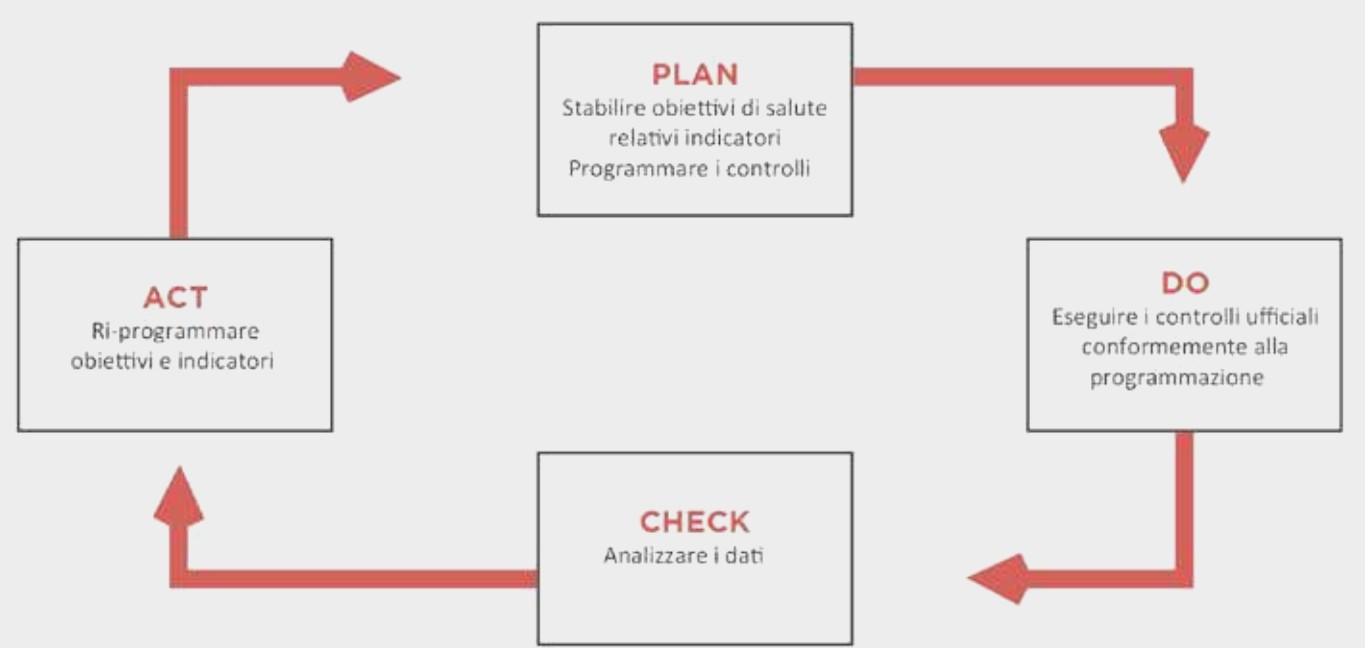 PLAN
Stabilire obiettivi di salute
relativi indicatori
Programmare i controlli
DO
Eseguire i controlli ufficiali
conformemente alla
programmazione
CHECK
Analizzare i dati
ACT
Ri-programmare
obiettivi e indicatori